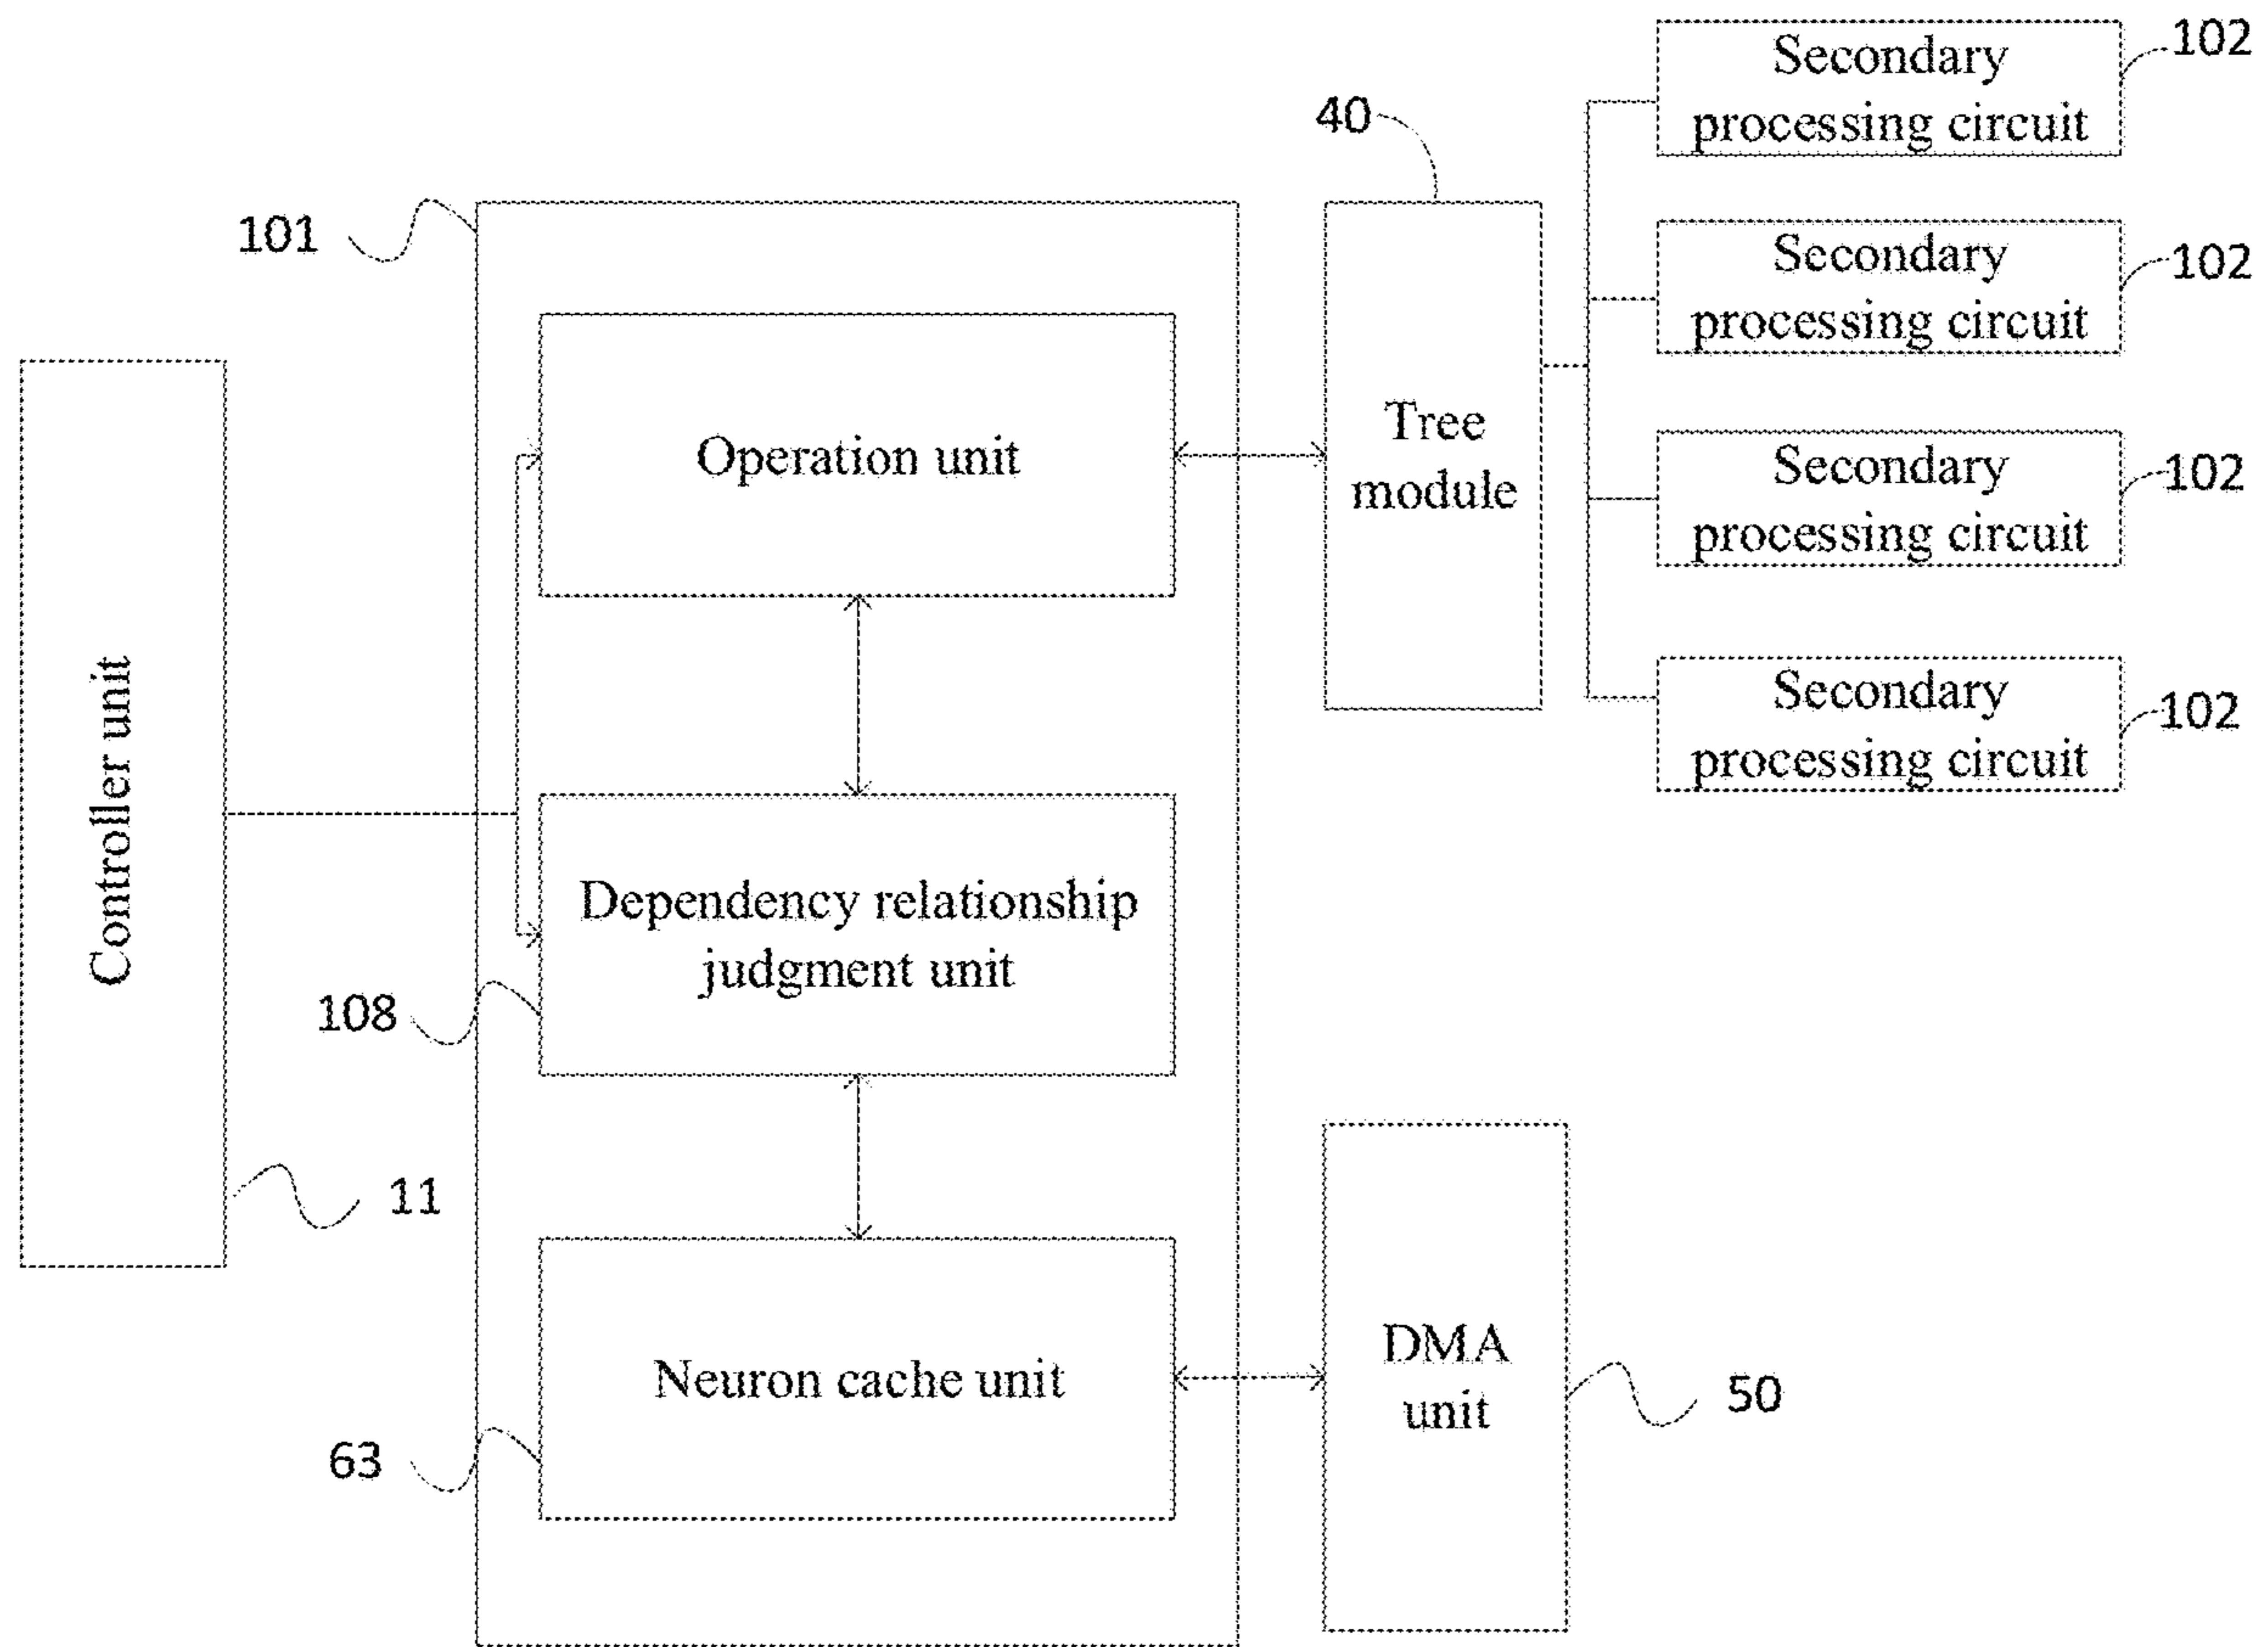 Secondary
processing circuit
102
40
Secondary
processing circuit
102
101
Tree
module
Operation unit
Secondary
processing circuit
102
Secondary
processing circuit
102
Controller unit
Dependency relationship
judgment unit
108
11
Neuron cache unit
63
DMA
unit
50